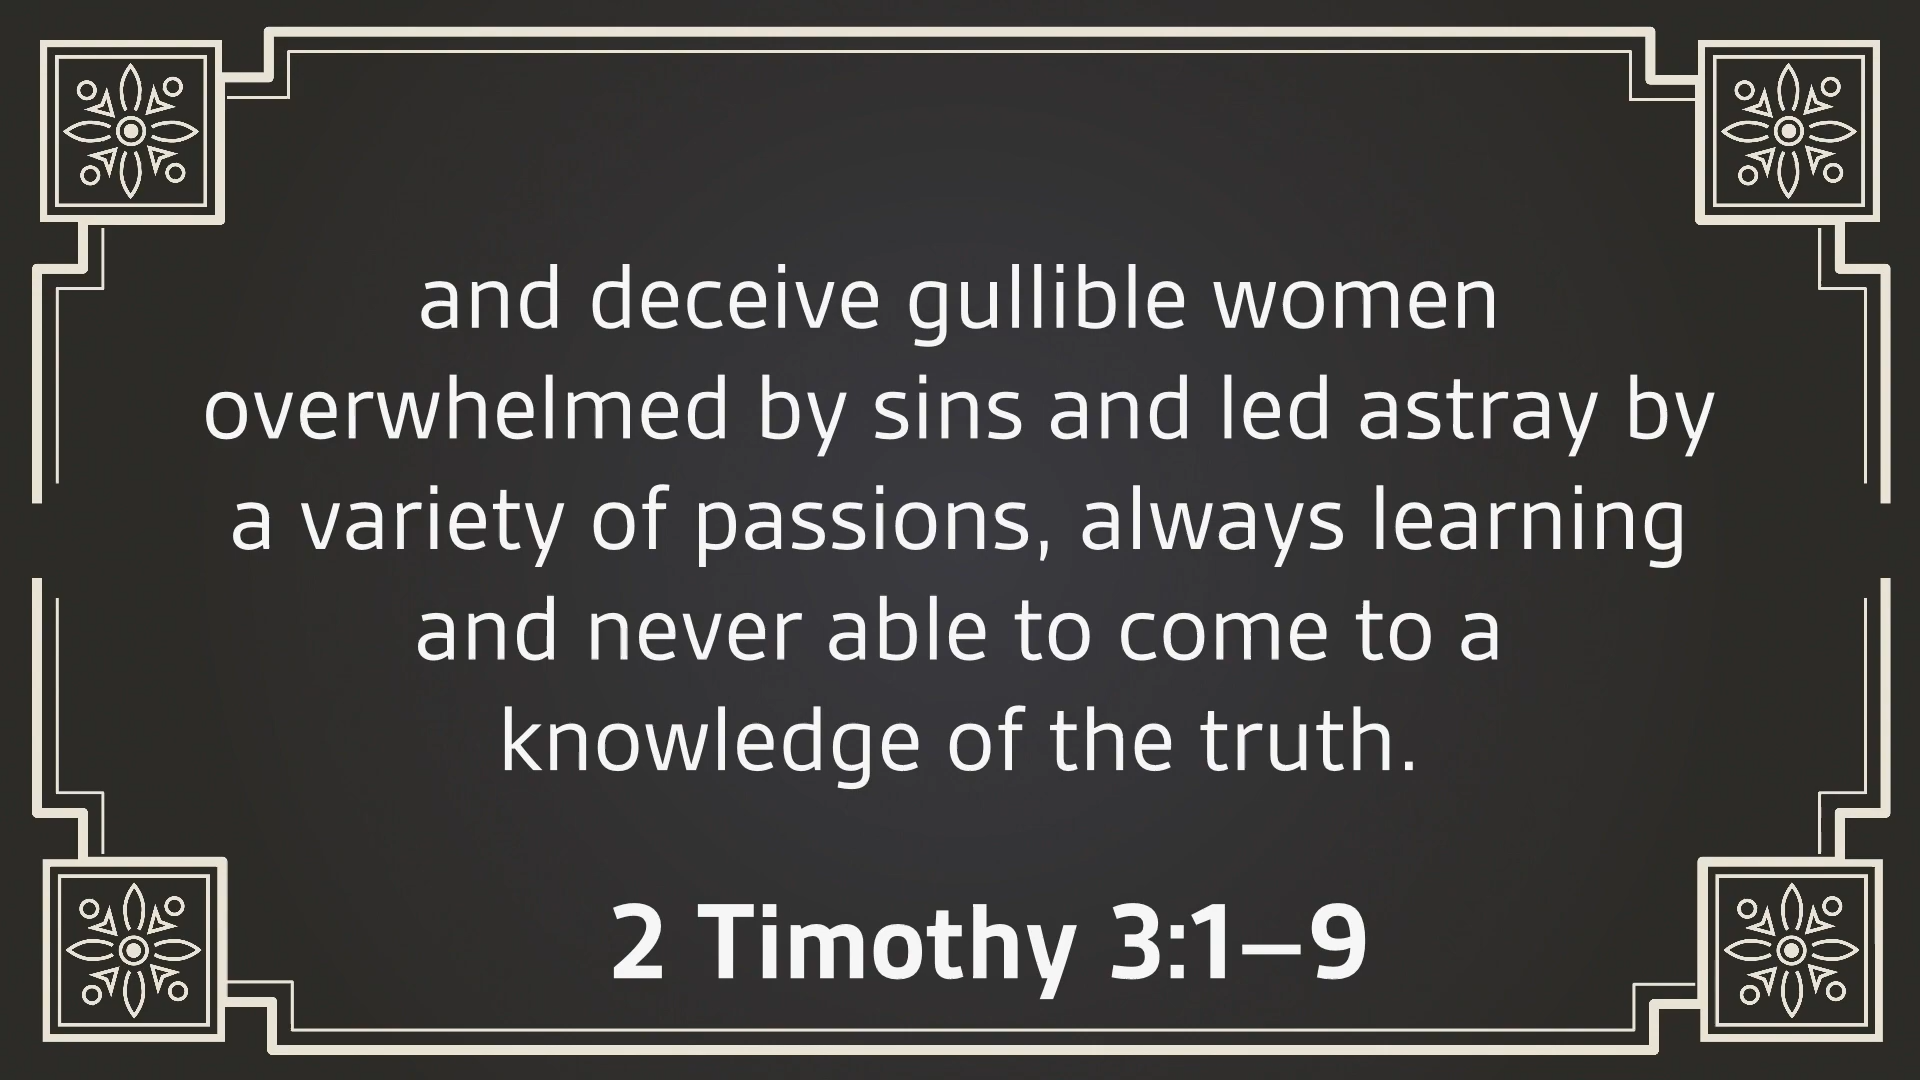 and deceive gullible women
overwhelmed by sins and led astray by
a variety of passions, always learning
and never able to come to a
knowledge of the truth.
2 Timothy 3:1–9